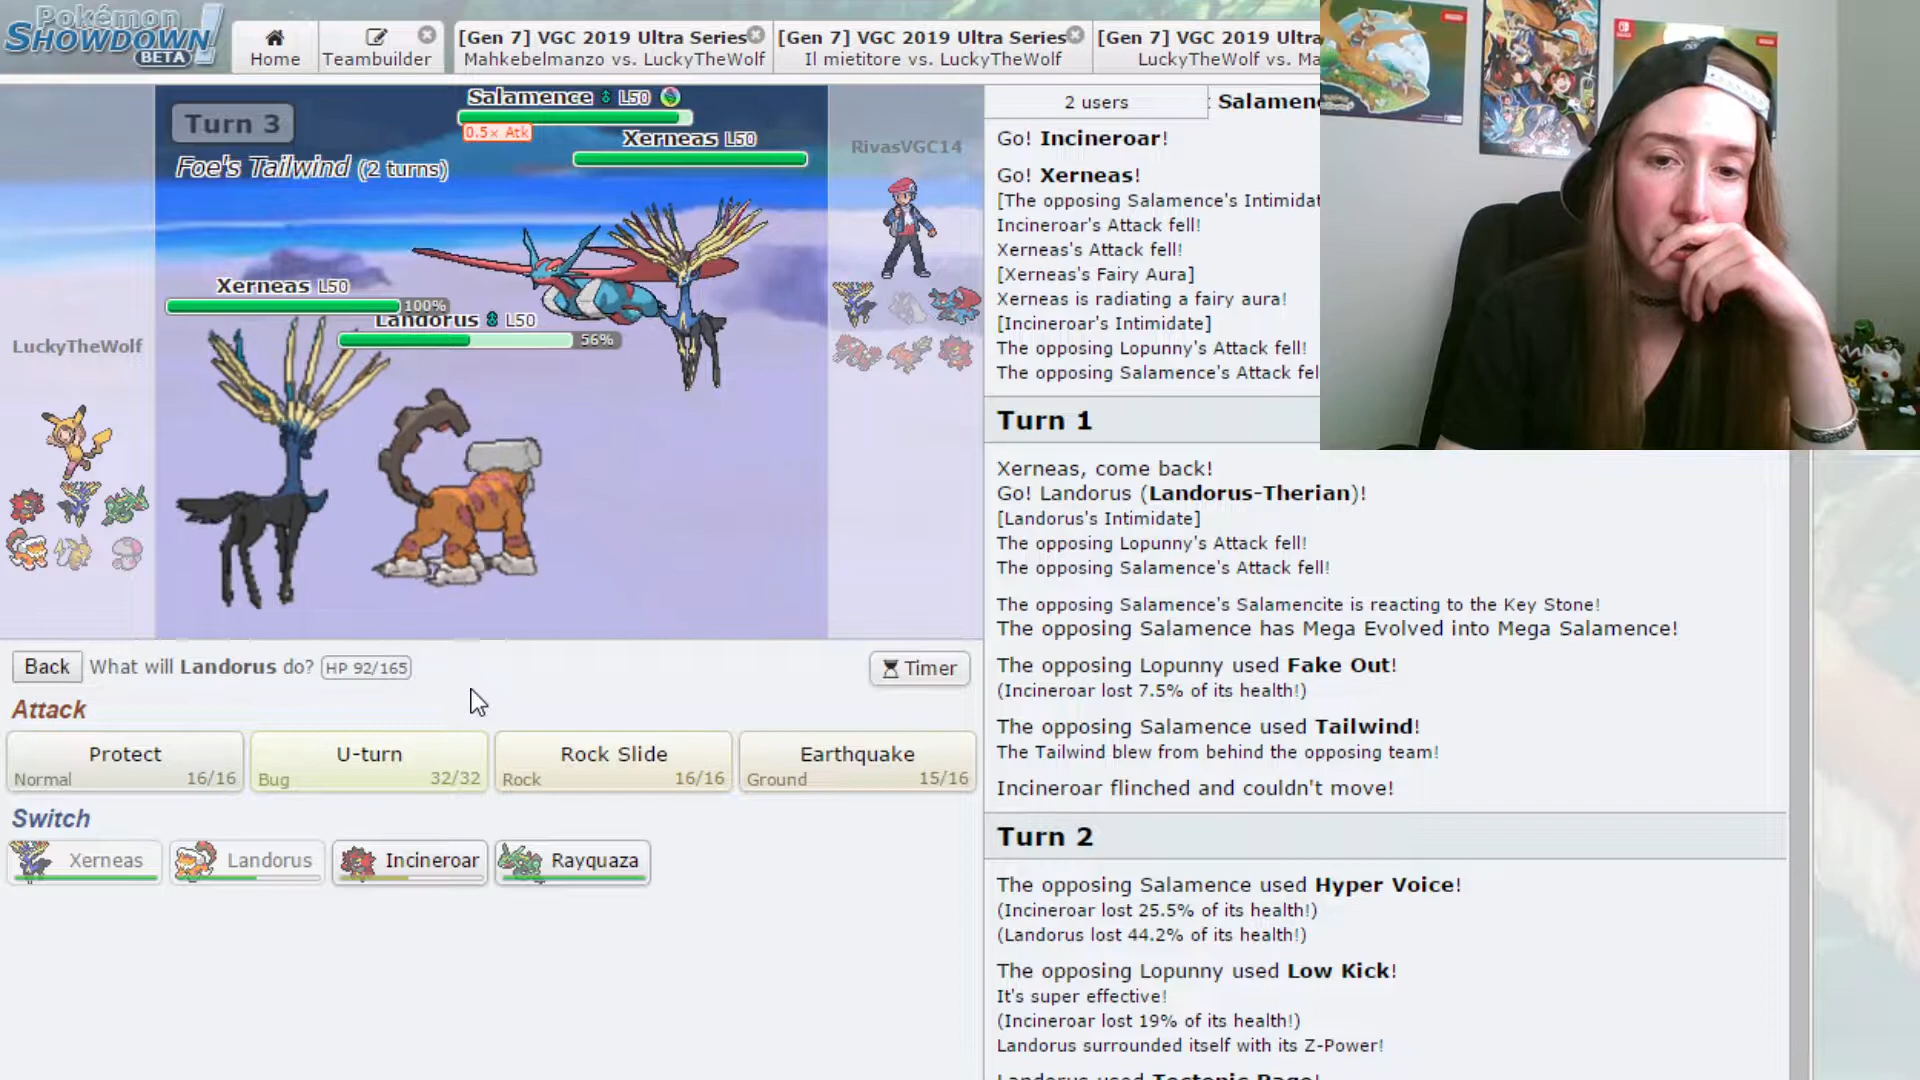 Pokémon
SHOWDOWN!
BETA
Home
Teambuilder
[Gen 7] VGC 2019 Ultra Series
Mahkebelmanzo vs. LuckyTheWolf
[Gen 7] VGC 2019 Ultra Series
Il mietitore vs. LuckyTheWolf
[Gen 7] VGC 2019 Ultra Series
LuckyTheWolf vs. Ma
Turn 3
Foe's Tailwind (2 turns)
Salamence L50
0.5× Atk
Xerneas L50
RivasVGC14
Xerneas L50
100%
Landorus L50
56%
LuckyTheWolf
2 users
Salamen
Go! Incineroar!
Go! Xerneas!
[The opposing Salamence's Intimidat
Incineroar's Attack fell!
Xerneas's Attack fell!
[Xerneas's Fairy Aura]
Xerneas is radiating a fairy aura!
[Incineroar's Intimidate]
The opposing Lopunny's Attack fell!
The opposing Salamence's Attack fel
Turn 1
Xerneas, come back!
Go! Landorus (Landorus-Therian)!
[Landorus's Intimidate]
The opposing Lopunny's Attack fell!
The opposing Salamence's Attack fell!
The opposing Salamence's Salamencite is reacting to the Key Stone!
The opposing Salamence has Mega Evolved into Mega Salamence!
The opposing Lopunny used Fake Out!
(Incineroar lost 7.5% of its health!)
The opposing Salamence used Tailwind!
The Tailwind blew from behind the opposing team!
Incineroar flinched and couldn't move!
Turn 2
The opposing Salamence used Hyper Voice!
(Incineroar lost 25.5% of its health!)
(Landorus lost 44.2% of its health!)
The opposing Lopunny used Low Kick!
It's super effective!
(Incineroar lost 19% of its health!)
Landorus surrounded itself with its Z-Power!
Landorus used Tectonic Rage!
Back
What will Landorus do? HP 92/165
Timer
Attack
Protect
Normal 16/16
U-turn
Bug 32/32
Rock Slide
Rock 16/16
Earthquake
Ground 15/16
Switch
Xerneas
Landorus
Incineroar
Rayquaza